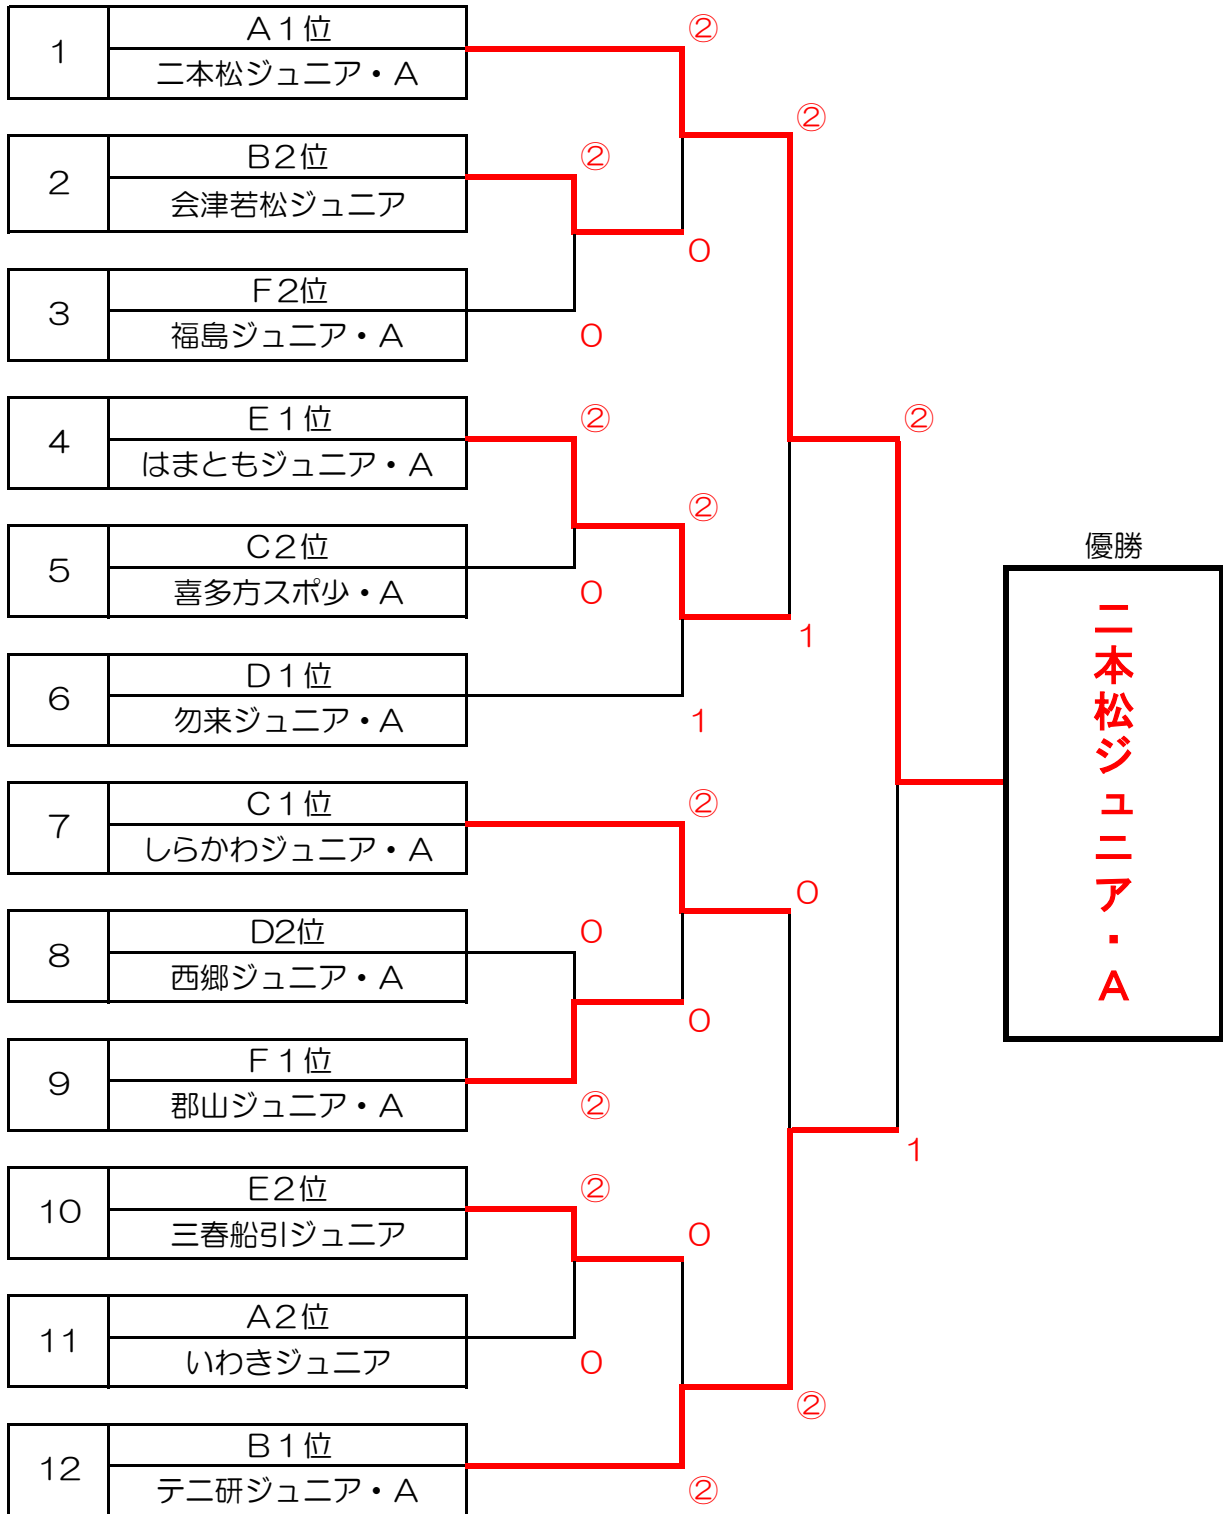 1
A1位
二本松ジュニア・A
②
②
2
B2位
会津若松ジュニア
②
0
3
F2位
福島ジュニア・A
0
4
E1位
はまともジュニア・A
②
②
②
5
C2位
喜多方スポ少・A
0
1
6
D1位
勿来ジュニア・A
1
優勝
二本松ジュニア・A
7
C1位
しらかわジュニア・A
②
0
8
D2位
西郷ジュニア・A
0
0
9
F1位
郡山ジュニア・A
②
1
10
E2位
三春船引ジュニア
②
0
11
A2位
いわきジュニア
0
②
12
B1位
テニ研ジュニア・A
②